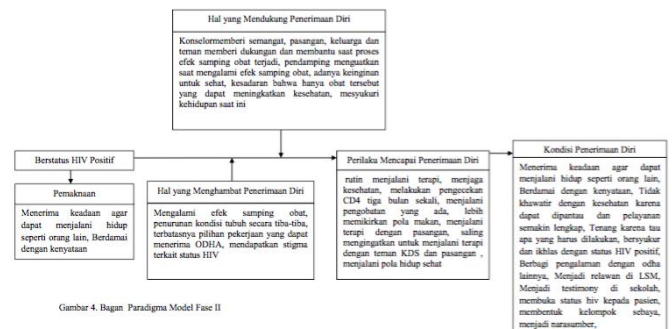 Hal yang Mendukung Penerimaan Diri
Konselormemberi semangat, pasangan, keluarga dan
teman memberi dukungan dan membantu saat proses
efek samping obat terjadi, pendamping menguatkan
saat mengalami efek samping obat, adanya keinginan
untuk sehat, kesadaran bahwa hanya obat tersebut
yang dapat meningkatkan kesehatan, mesyukuri
kehidupan saat ini
Berstatus HIV Positif
Pemaknaan
Menerima keadaan agar
dapat menjalani hidup
seperti orang lain, Berdamai
dengan kenyataan
Hal yang Menghambat Penerimaan Diri
Mengalami efek samping obat,
penurunan kondisi tubuh secara tiba-tiba,
terbatasnya pilihan pekerjaan yang dapat
menerima ODHA, mendapatkan stigma
terkait status HIV
Perilaku Mencapai Penerimaan Diri
rutin menjalani terapi, menjaga
kesehatan, melakukan pengecekan
CD4 tiga bulan sekali, menjalani
pengobatan yang ada, lebih
memikirkan pola makan, menjalani
terapi dengan pasangan, saling
mengingatkan untuk menjalani terapi
dengan teman KDS dan pasangan ,
menjalani pola hidup sehat
Kondisi Penerimaan Diri
Menerima keadaan agar dapat
menjalani hidup seperti orang lain,
Berdamai dengan kenyataan, Tidak
khawatir dengan kesehatan karena
dapat dipantau dan pelayanan
semakin lengkap, Tenang karena tau
apa yang harus dilakukan, bersyukur
dan ikhlas dengan status HIV positif,
Berbagi pengalaman dengan odha
lainnya, Menjadi relawan di LSM,
Menjadi testimony di sekolah,
membuka status hiv kepada pasien,
membentuk kelompok sebaya,
menjadi narasumber,
Gambar 4. Bagan Paradigma Model Fase II